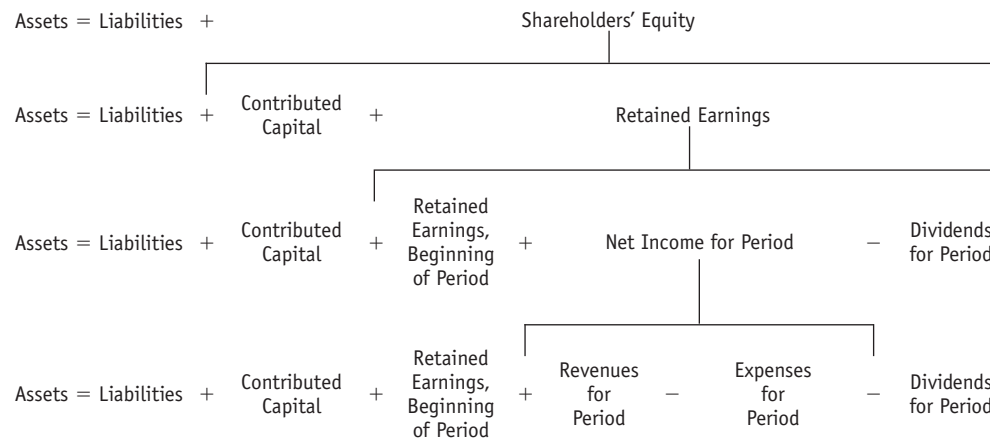 Assets = Liabilities + Shareholders' Equity
Assets = Liabilities + Contributed Capital + Retained Earnings
Assets = Liabilities + Contributed Capital + Retained Earnings, Beginning of Period + Net Income for Period − Dividends for Period
Assets = Liabilities + Contributed Capital + Retained Earnings, Beginning of Period + Revenues for Period − Expenses for Period − Dividends for Period